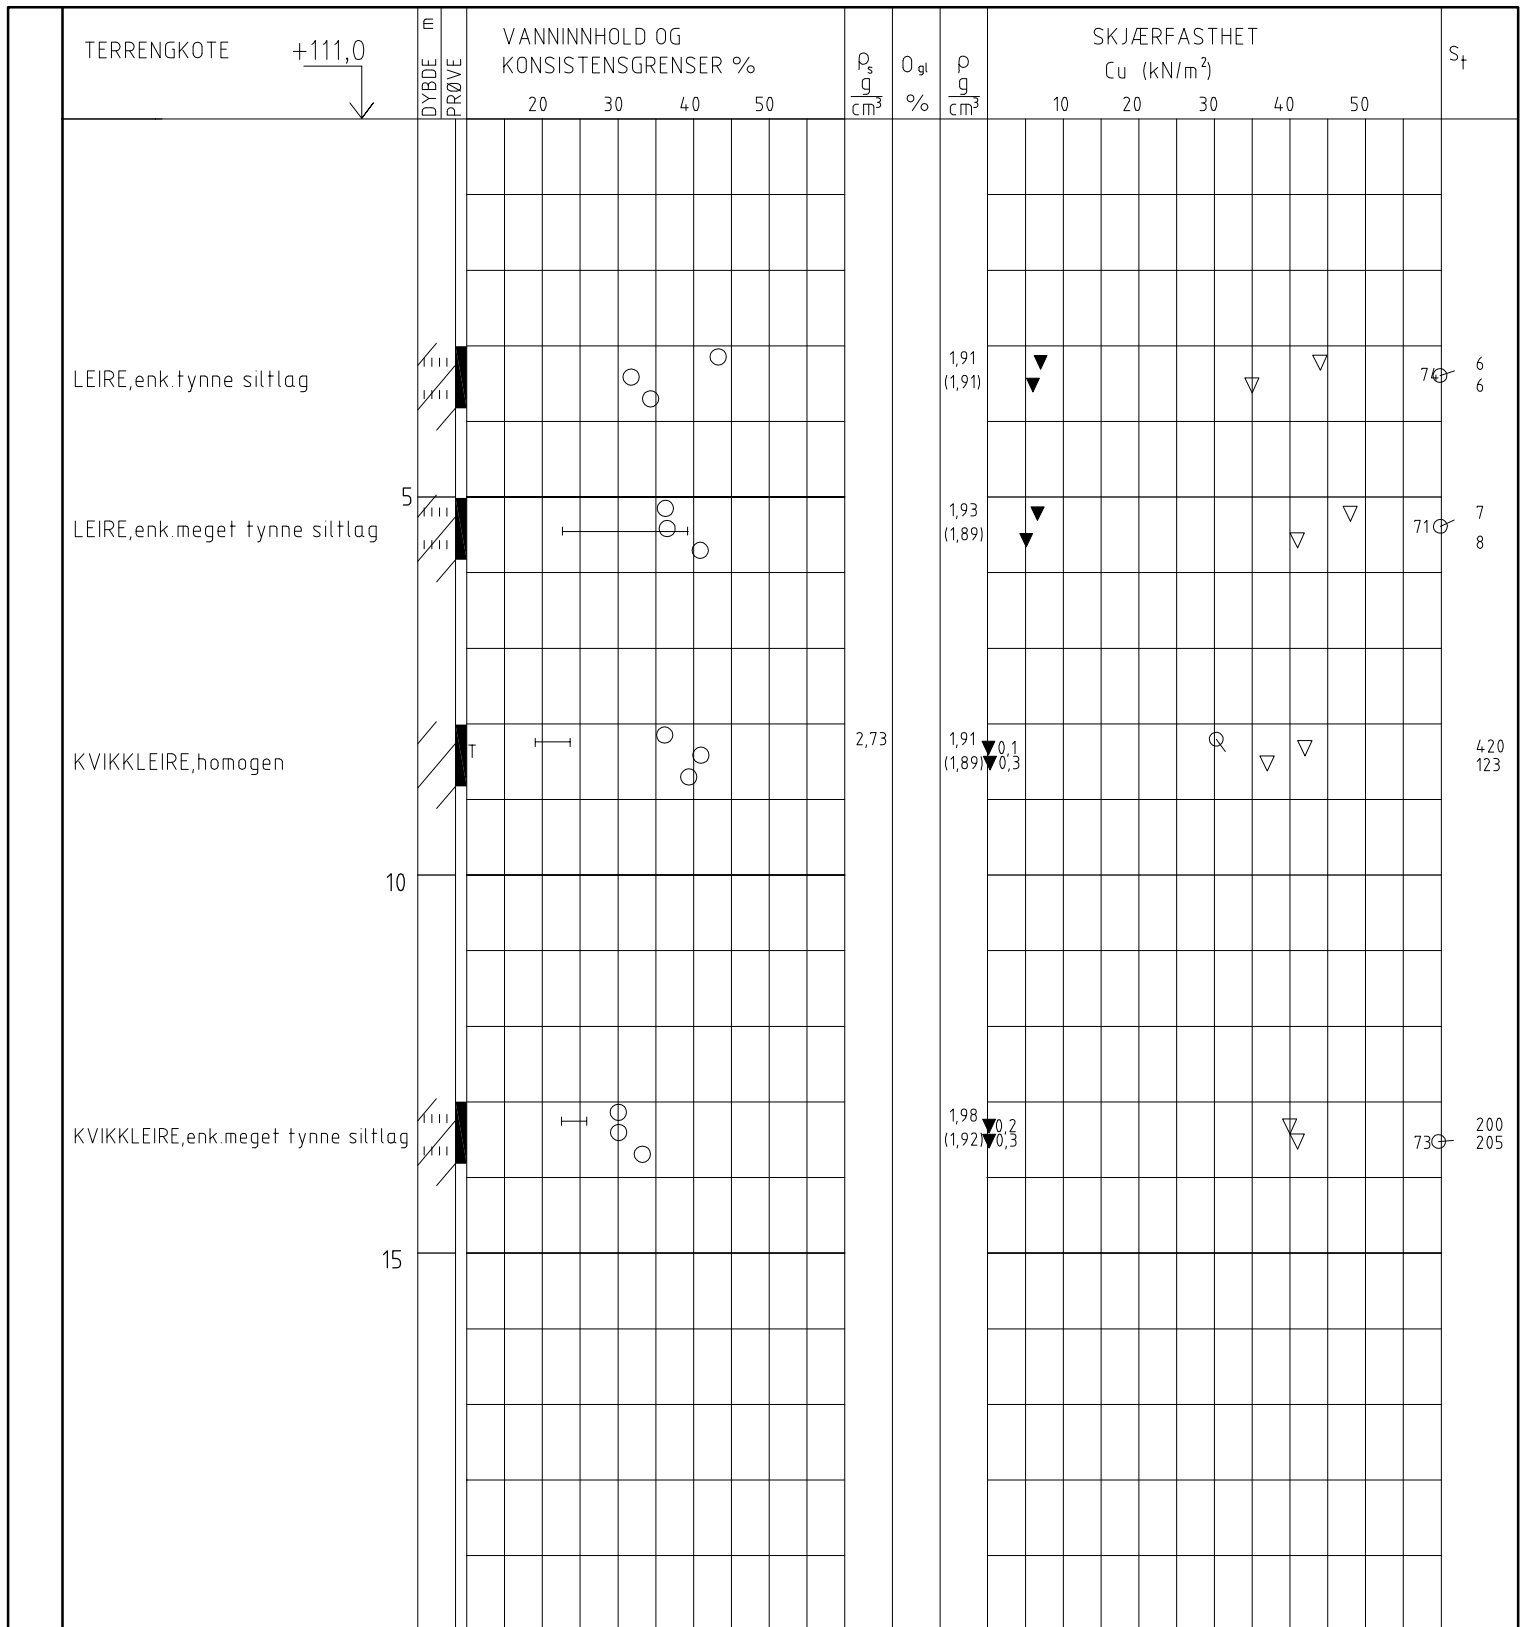 TERRENGKOTE +111,0
DYBDE m
PRØVE
VANNINNHOLD OG
KONSISTENSGRENSER %
20 30 40 50
ρs g/cm³
O gl %
ρ g/cm³
SKJÆRFASTHET
Cu (kN/m²)
10 20 30 40 50
St
LEIRE,enk.tynne siltlag
1,91
(1,91)
74
6
6
5
LEIRE,enk.meget tynne siltlag
1,93
(1,89)
71
7
8
KVIKKLEIRE,homogen
T
2,73
1,91
(1,89)
0,1
0,3
420
123
10
KVIKKLEIRE,enk.meget tynne siltlag
1,98
(1,92)
0,2
0,3
73
200
205
15